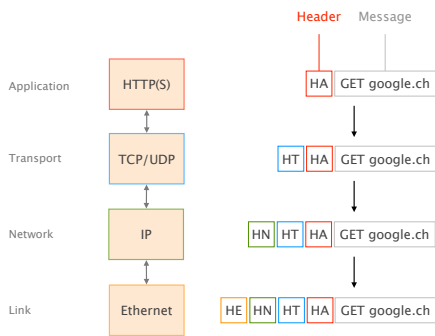 Header Message
Application HTTP(S) HA GET google.ch
Transport TCP/UDP HT HA GET google.ch
Network IP HN HT HA GET google.ch
Link Ethernet HE HN HT HA GET google.ch